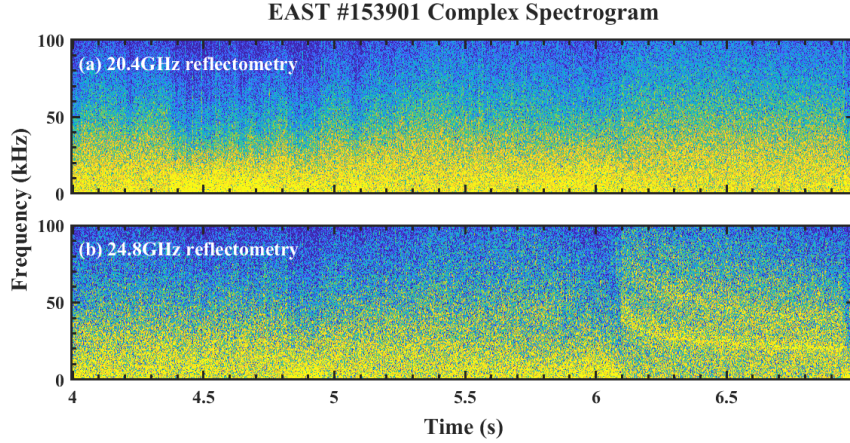 EAST #153901 Complex Spectrogram
100
(a) 20.4GHz reflectometry
50
0
Frequency (kHz)
100
(b) 24.8GHz reflectometry
50
0
4 4.5 5 5.5 6 6.5
Time (s)